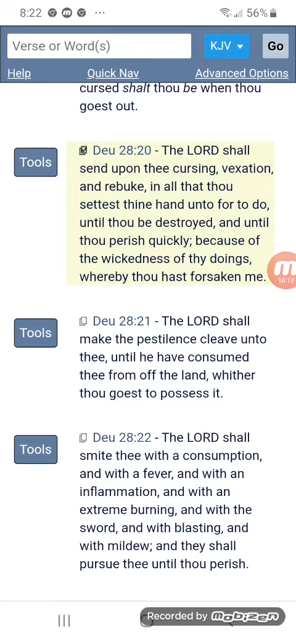 8:22 56%
Verse or Word(s) KJV Go
Help Quick Nav Advanced Options
cursed shalt thou be when thou
goest out.
Tools
Deu 28:20 - The LORD shall
send upon thee cursing, vexation,
and rebuke, in all that thou
settest thine hand unto for to do,
until thou be destroyed, and until
thou perish quickly; because of
the wickedness of thy doings,
whereby thou hast forsaken me.
10:12
Tools
Deu 28:21 - The LORD shall
make the pestilence cleave unto
thee, until he have consumed
thee from off the land, whither
thou goest to possess it.
Tools
Deu 28:22 - The LORD shall
smite thee with a consumption,
and with a fever, and with an
inflammation, and with an
extreme burning, and with the
sword, and with blasting, and
with mildew; and they shall
pursue thee until thou perish.
Recorded by mobizen